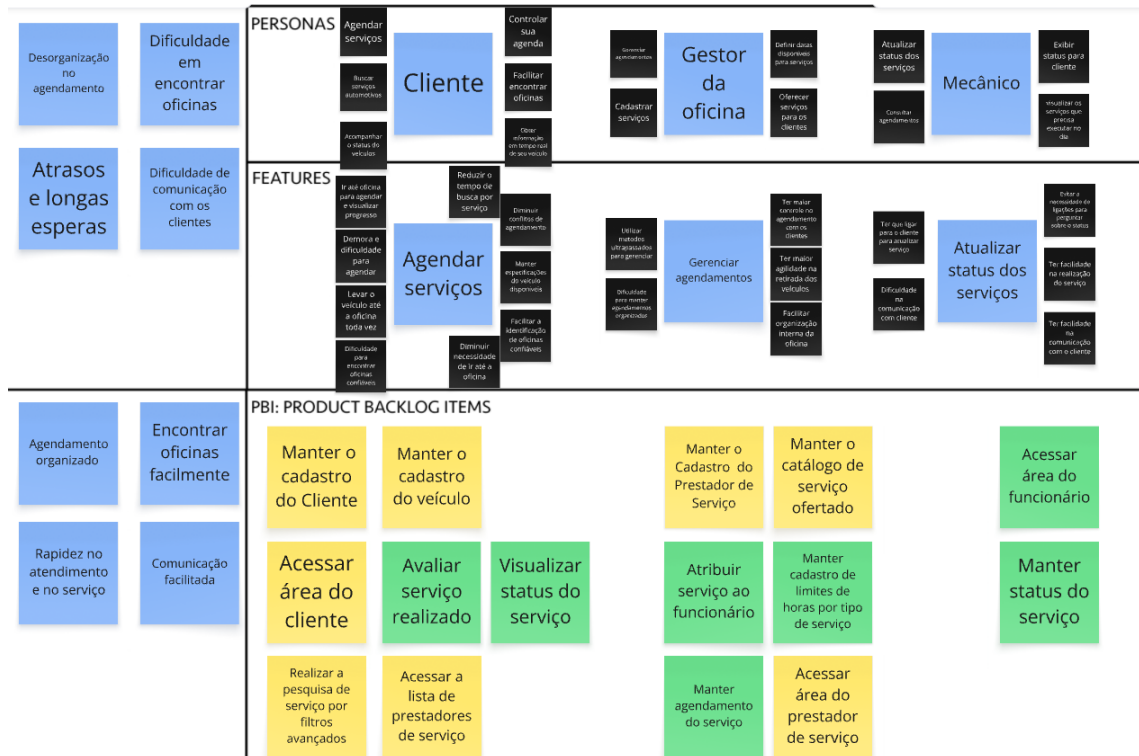 Desorganização
no
agendamento
Dificuldade
em
encontrar
oficinas
Atrasos
e longas
esperas
Dificuldade de
comunicação
com os
clientes
PERSONAS
Agendar
serviços
Buscar
serviços
automotivos
Acompanhar
o status do
veículos
Cliente
Controlar
sua
agenda
Facilitar
encontrar
oficinas
Obter
informação
em tempo real
de seu veículo
Gerenciar
agendamentos
Cadastrar
serviços
Gestor
da
oficina
Definir datas
disponíveis
para serviços
Oferecer
serviços
para os
clientes
Atualizar
status dos
serviços
Consultar
agendamentos
Mecânico
Exibir
status para
cliente
visualizar os
serviços que
precisa
executar no
dia
FEATURES
Ir até oficina
para agendar
e visualizar
progresso
Demora e
dificuldade
para
agendar
Levar o
veículo até
a oficina
toda vez
Dificuldade
para
encontrar
oficinas
confiáveis
Reduzir o
tempo de
busca por
serviço
Agendar
serviços
Diminuir
conflitos de
agendamento
Manter
especificações
do veículo
disponíveis
Facilitar a
identificação
de oficinas
confiáveis
Diminuir
necessidade
de ir até a
oficina
Utilizar
metodos
ultrapassados
para gerenciar
Dificuldade
para manter
agendamentos
organizados
Gerenciar
agendamentos
Ter maior
controle no
agendamento
com os
clientes
Ter maior
agilidade na
retirada dos
veículos
Facilitar
organização
interna da
oficina
Ter que ligar
para o cliente
para atualizar
serviço
Dificuldade
na
comunicação
com cliente
Atualizar
status dos
serviços
Evitar a
necessidade de
ligações para
perguntar
sobre o status
Ter facilidade
na realização
do serviço
Ter facilidade
na
comunicação
com o cliente
Agendamento
organizado
Encontrar
oficinas
facilmente
Rapidez no
atendimento
e no serviço
Comunicação
facilitada
PBI: PRODUCT BACKLOG ITEMS
Manter o
cadastro
do Cliente
Manter o
cadastro
do veículo
Manter o
Cadastro do
Prestador de
Serviço
Manter o
catálogo de
serviço
ofertado
Acessar
área do
funcionário
Acessar
área do
cliente
Avaliar
serviço
realizado
Visualizar
status do
serviço
Atribuir
serviço ao
funcionário
Manter
cadastro de
limites de
horas por tipo
de serviço
Manter
status do
serviço
Realizar a
pesquisa de
serviço por
filtros
avançados
Acessar a
lista de
prestadores
de serviço
Manter
agendamento
do serviço
Acessar
área do
prestador
de serviço